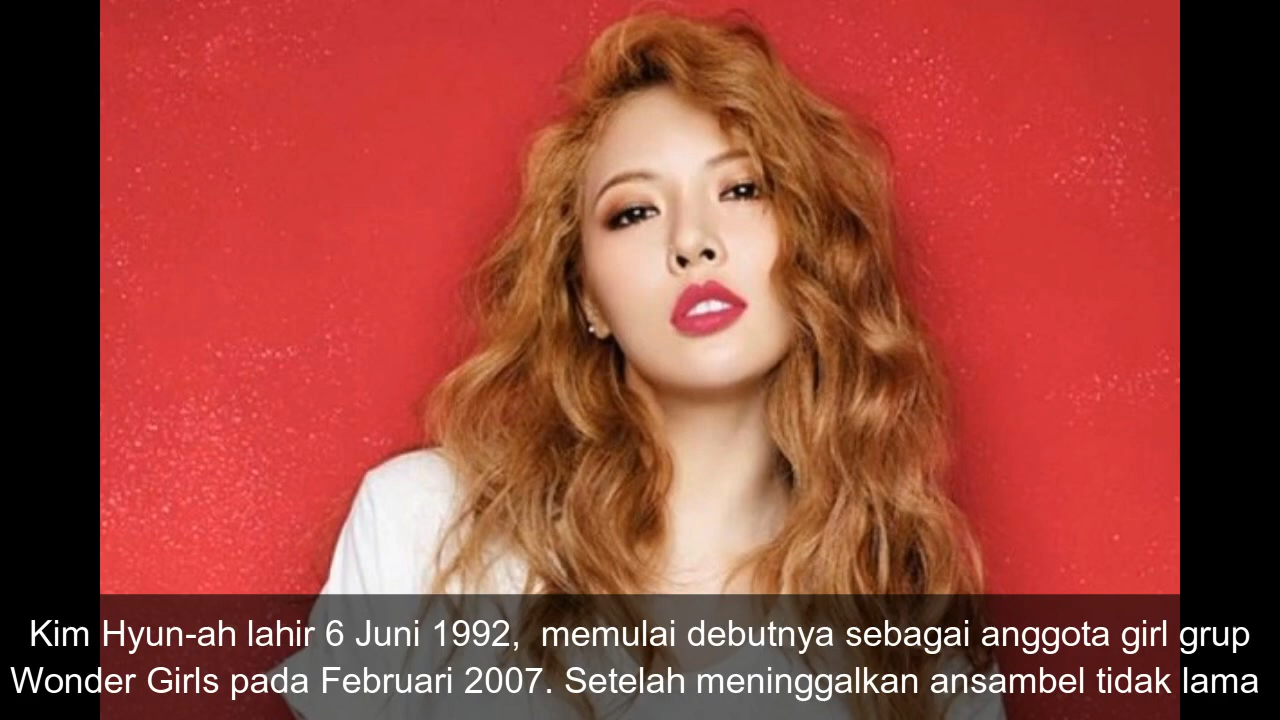 Kim Hyun-ah lahir 6 Juni 1992,  memulai debutnya sebagai anggota girl grup
Wonder Girls pada Februari 2007. Setelah meninggalkan ansambel tidak lama